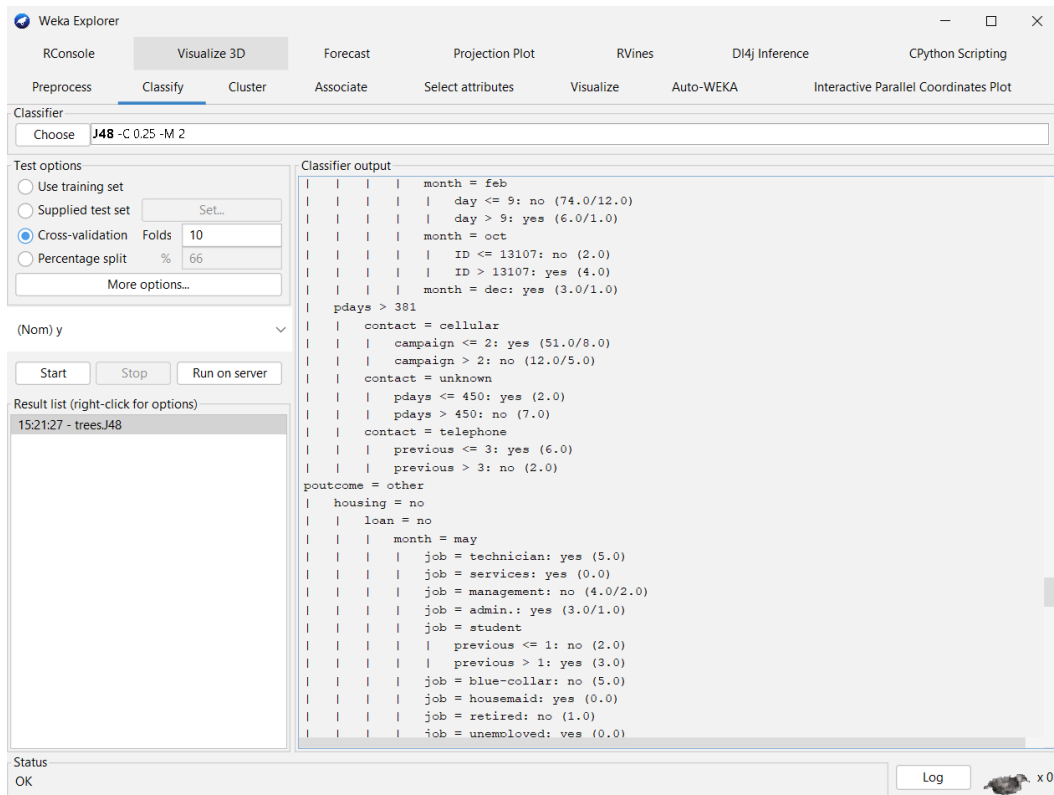 Weka Explorer
RConsole Visualize 3D Forecast Projection Plot RVines Dl4j Inference CPython Scripting
Preprocess Classify Cluster Associate Select attributes Visualize Auto-WEKA Interactive Parallel Coordinates Plot
Classifier
Choose J48 -C 0.25 -M 2
Test options
Use training set
Supplied test set Set...
Cross-validation Folds 10
Percentage split % 66
More options...
(Nom) y
Start Stop Run on server
Result list (right-click for options)
15:21:27 - trees.J48
Classifier output
| | | | month = feb
| | | | | day <= 9: no (74.0/12.0)
| | | | | day > 9: yes (6.0/1.0)
| | | | month = oct
| | | | | ID <= 13107: no (2.0)
| | | | | ID > 13107: yes (4.0)
| | | | month = dec: yes (3.0/1.0)
| pdays > 381
| | contact = cellular
| | | campaign <= 2: yes (51.0/8.0)
| | | campaign > 2: no (12.0/5.0)
| | contact = unknown
| | | pdays <= 450: yes (2.0)
| | | pdays > 450: no (7.0)
| | contact = telephone
| | | previous <= 3: yes (6.0)
| | | previous > 3: no (2.0)
poutcome = other
| housing = no
| | loan = no
| | | month = may
| | | | job = technician: yes (5.0)
| | | | job = services: yes (0.0)
| | | | job = management: no (4.0/2.0)
| | | | job = admin.: yes (3.0/1.0)
| | | | job = student
| | | | | previous <= 1: no (2.0)
| | | | | previous > 1: yes (3.0)
| | | | job = blue-collar: no (5.0)
| | | | job = housemaid: yes (0.0)
| | | | job = retired: no (1.0)
| | | | job = unemployed: yes (0.0)
Status
OK
Log x 0